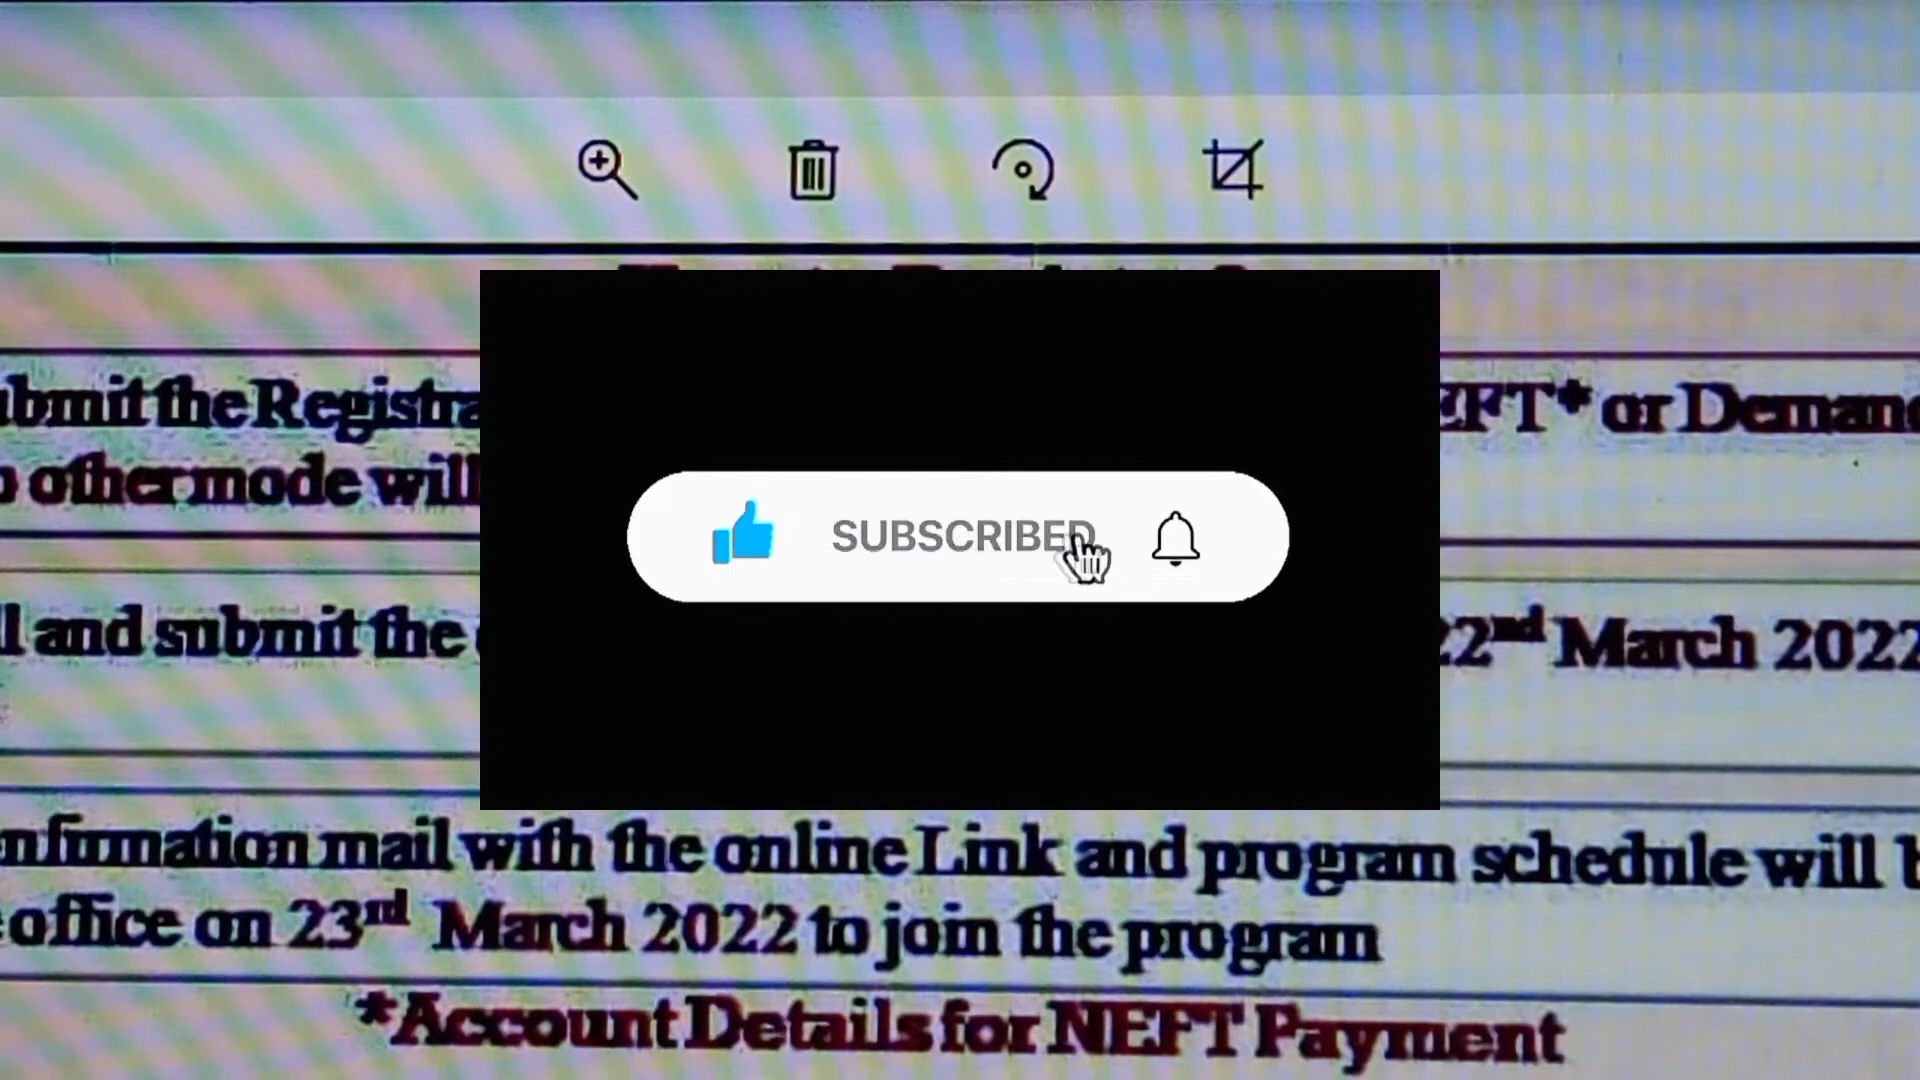 ubmit the Registra
EFT* or Demand
o other mode will
l and submit the
22nd March 2022
SUBSCRIBED
nfirmation mail with the online Link and program schedule will b
office on 23rd March 2022 to join the program
*Account Details for NEFT Payment